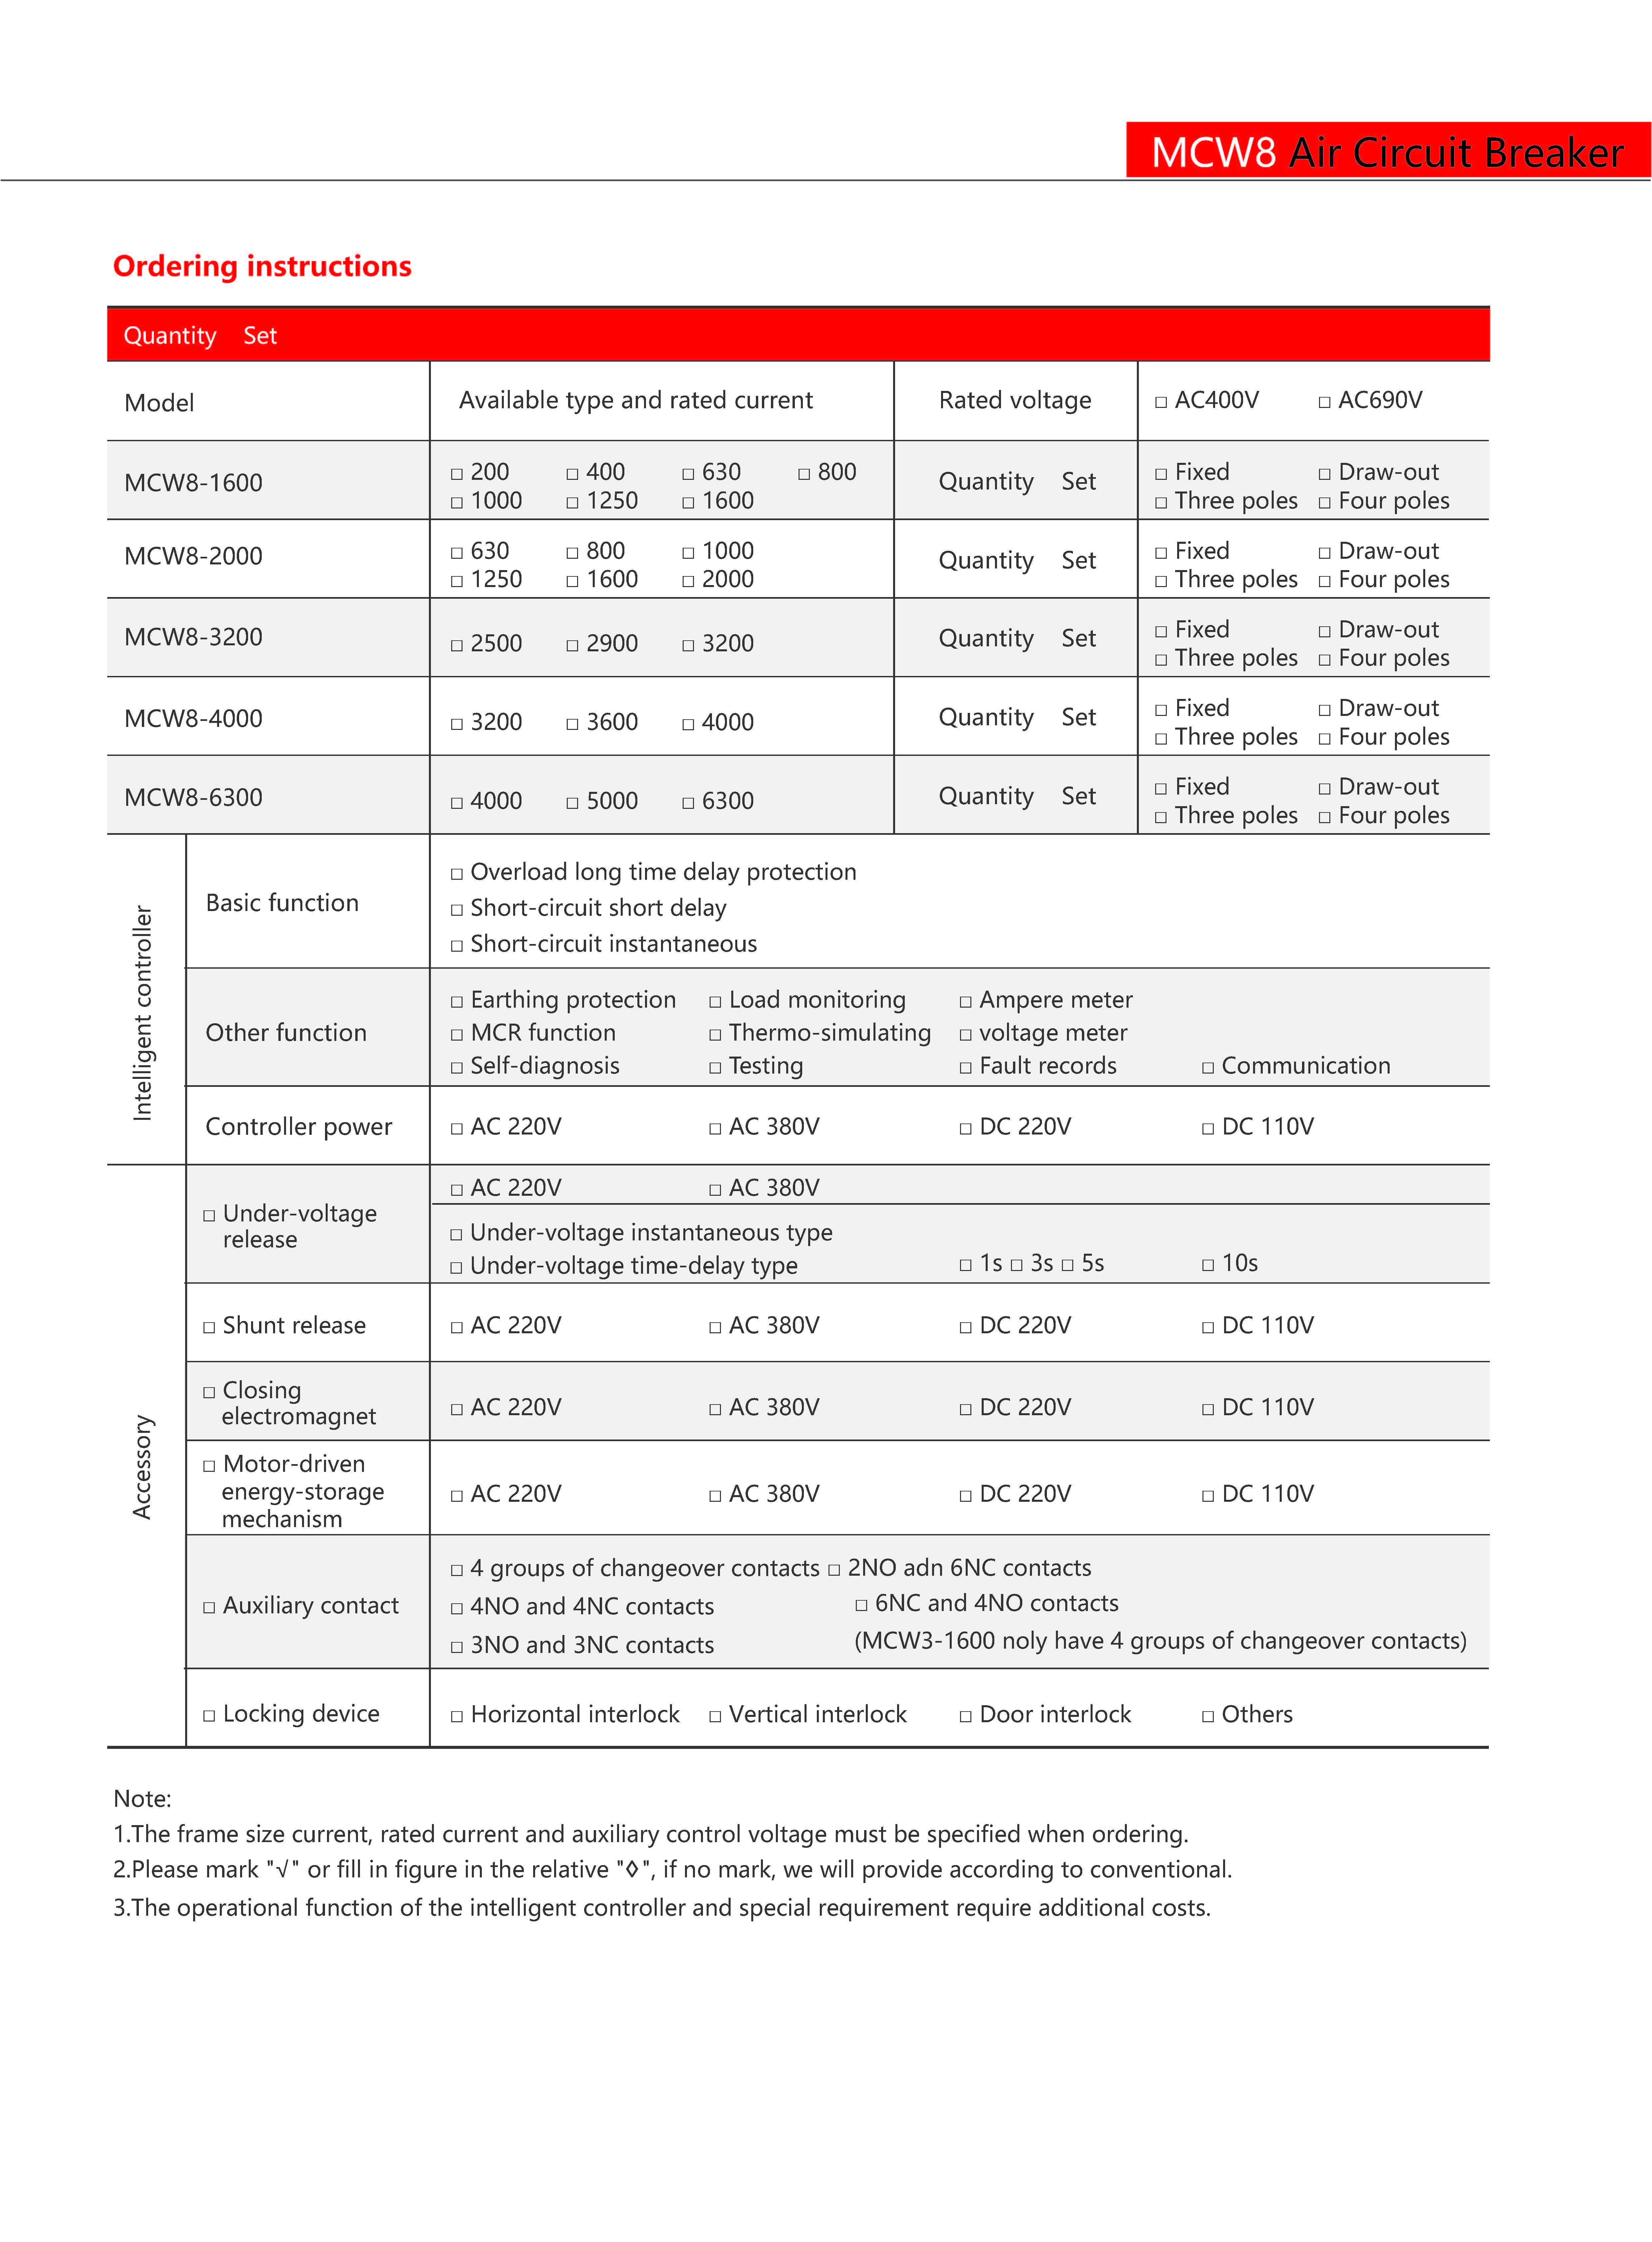 MCW8 Air Circuit Breaker
Ordering instructions
Quantity Set
Model Available type and rated current Rated voltage □ AC400V □ AC690V
MCW8-1600 □ 200 □ 400 □ 630 □ 800 Quantity Set □ Fixed □ Draw-out
□ 1000 □ 1250 □ 1600 □ Three poles □ Four poles
MCW8-2000 □ 630 □ 800 □ 1000 Quantity Set □ Fixed □ Draw-out
□ 1250 □ 1600 □ 2000 □ Three poles □ Four poles
MCW8-3200 □ 2500 □ 2900 □ 3200 Quantity Set □ Fixed □ Draw-out
□ Three poles □ Four poles
MCW8-4000 □ 3200 □ 3600 □ 4000 Quantity Set □ Fixed □ Draw-out
□ Three poles □ Four poles
MCW8-6300 □ 4000 □ 5000 □ 6300 Quantity Set □ Fixed □ Draw-out
□ Three poles □ Four poles
Intelligent controller
Basic function
□ Overload long time delay protection
□ Short-circuit short delay
□ Short-circuit instantaneous
Other function
□ Earthing protection □ Load monitoring □ Ampere meter
□ MCR function □ Thermo-simulating □ voltage meter
□ Self-diagnosis □ Testing □ Fault records □ Communication
Controller power □ AC 220V □ AC 380V □ DC 220V □ DC 110V
Accessory
□ Under-voltage
release
□ AC 220V □ AC 380V
□ Under-voltage instantaneous type
□ Under-voltage time-delay type □ 1s □ 3s □ 5s □ 10s
□ Shunt release □ AC 220V □ AC 380V □ DC 220V □ DC 110V
□ Closing
electromagnet
□ AC 220V □ AC 380V □ DC 220V □ DC 110V
□ Motor-driven
energy-storage
mechanism
□ AC 220V □ AC 380V □ DC 220V □ DC 110V
□ Auxiliary contact
□ 4 groups of changeover contacts □ 2NO adn 6NC contacts
□ 4NO and 4NC contacts □ 6NC and 4NO contacts
□ 3NO and 3NC contacts (MCW3-1600 noly have 4 groups of changeover contacts)
□ Locking device □ Horizontal interlock □ Vertical interlock □ Door interlock □ Others
Note:
1.The frame size current, rated current and auxiliary control voltage must be specified when ordering.
2.Please mark "√" or fill in figure in the relative "◊", if no mark, we will provide according to conventional.
3.The operational function of the intelligent controller and special requirement require additional costs.